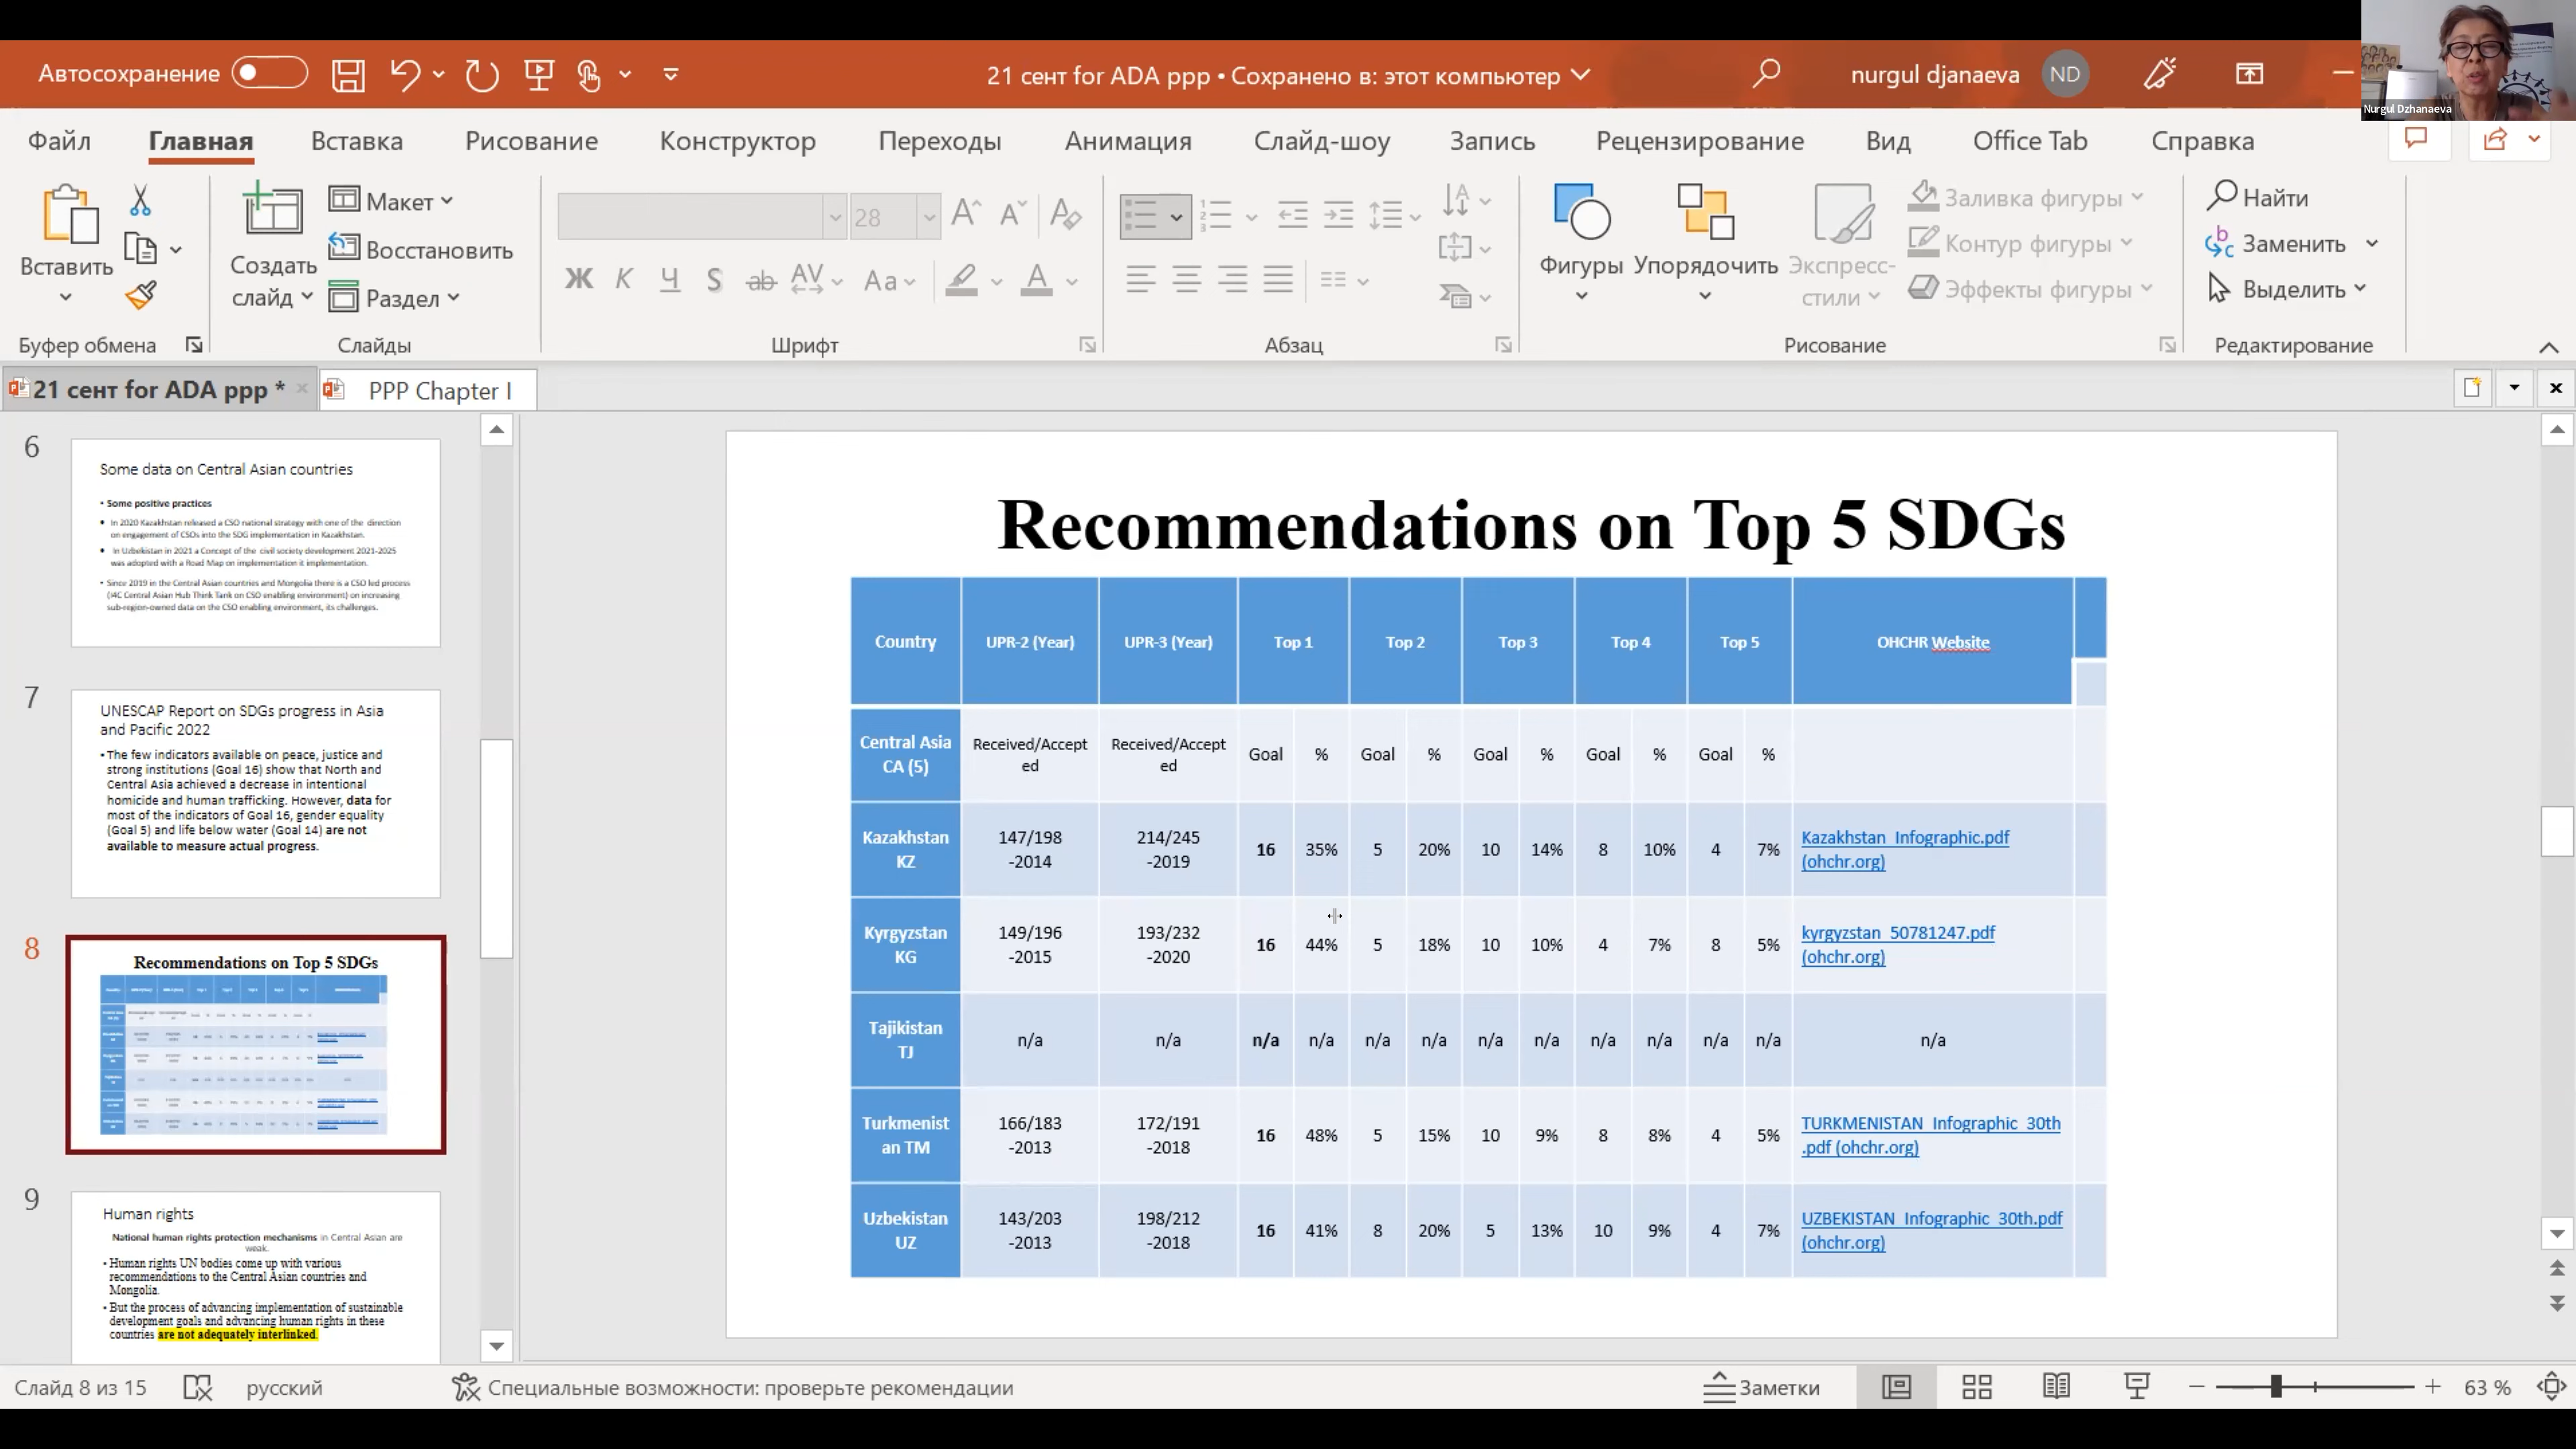 Автосохранение
21 сент for ADA ppp • Сохранено в: этот компьютер
nurgul djanaeva ND
Nurgul Dzhanaeva
Файл Главная Вставка Рисование Конструктор Переходы Анимация Слайд-шоу Запись Рецензирование Вид Office Tab Справка
Вставить
Создать слайд
Макет
Восстановить
Раздел
28
Ж К Ч S ab AV Aa A
Фигуры Упорядочить Экспресс-стили
Заливка фигуры
Контур фигуры
Эффекты фигуры
Найти
Заменить
Выделить
Буфер обмена Слайды Шрифт Абзац Рисование Редактирование
21 сент for ADA ppp * PPP Chapter I
6
Some data on Central Asian countries
• Some positive practices
• In 2020 Kazakhstan released a CSO national strategy with one of the direction
on engagement of CSOs into the SDG implementation in Kazakhstan.
• In Uzbekistan in 2021 a Concept of the civil society development 2021-2025
was adopted with a Road Map on implementation it implementation.
• Since 2019 in the Central Asian countries and Mongolia there is a CSO led process
(I4C Central Asian Hub Think Tank on CSO enabling environment) on increasing
sub-region-owned data on the CSO enabling environment, its challenges.
7
UNESCAP Report on SDGs progress in Asia
and Pacific 2022
• The few indicators available on peace, justice and
strong institutions (Goal 16) show that North and
Central Asia achieved a decrease in intentional
homicide and human trafficking. However, data for
most of the indicators of Goal 16, gender equality
(Goal 5) and life below water (Goal 14) are not
available to measure actual progress.
8
Recommendations on Top 5 SDGs
9
Human rights
National human rights protection mechanisms in Central Asian are
weak.
• Human rights UN bodies come up with various
recommendations to the Central Asian countries and
Mongolia.
• But the process of advancing implementation of sustainable
development goals and advancing human rights in these
countries are not adequately interlinked.
Recommendations on Top 5 SDGs
Country UPR-2 (Year) UPR-3 (Year) Top 1 Top 2 Top 3 Top 4 Top 5 OHCHR Website
Central Asia CA (5) Received/Accepted Received/Accepted Goal % Goal % Goal % Goal % Goal %
Kazakhstan KZ 147/198 -2014 214/245 -2019 16 35% 5 20% 10 14% 8 10% 4 7% Kazakhstan_Infographic.pdf (ohchr.org)
Kyrgyzstan KG 149/196 -2015 193/232 -2020 16 44% 5 18% 10 10% 4 7% 8 5% kyrgyzstan_50781247.pdf (ohchr.org)
Tajikistan TJ n/a n/a n/a n/a n/a n/a n/a n/a n/a n/a n/a n/a n/a
Turkmenistan TM 166/183 -2013 172/191 -2018 16 48% 5 15% 10 9% 8 8% 4 5% TURKMENISTAN_Infographic_30th.pdf (ohchr.org)
Uzbekistan UZ 143/203 -2013 198/212 -2018 16 41% 8 20% 5 13% 10 9% 4 7% UZBEKISTAN_Infographic_30th.pdf (ohchr.org)
Слайд 8 из 15 русский Специальные возможности: проверьте рекомендации Заметки 63 %